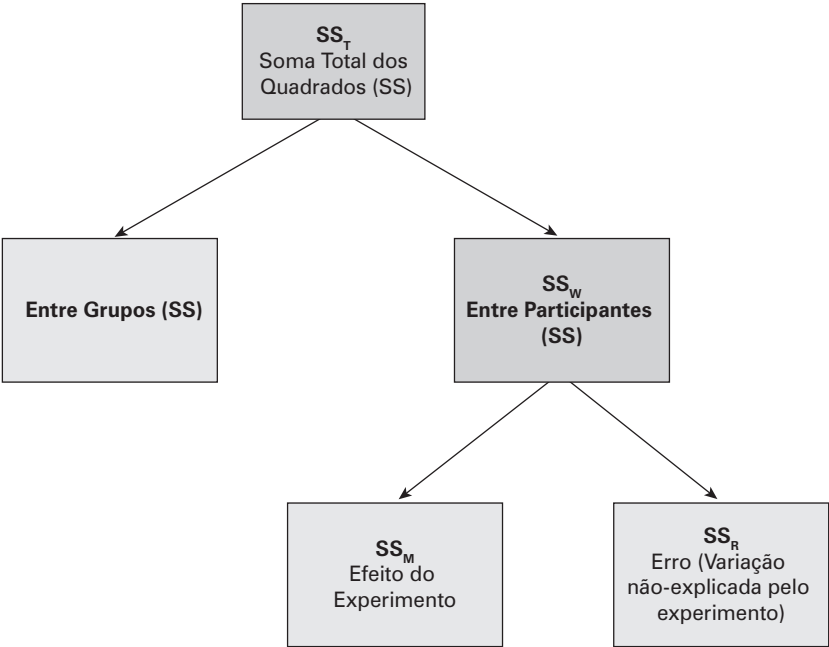 SS_T
Soma Total dos
Quadrados (SS)
Entre Grupos (SS)
SS_W
Entre Participantes
(SS)
SS_M
Efeito do
Experimento
SS_R
Erro (Variação
não-explicada pelo
experimento)